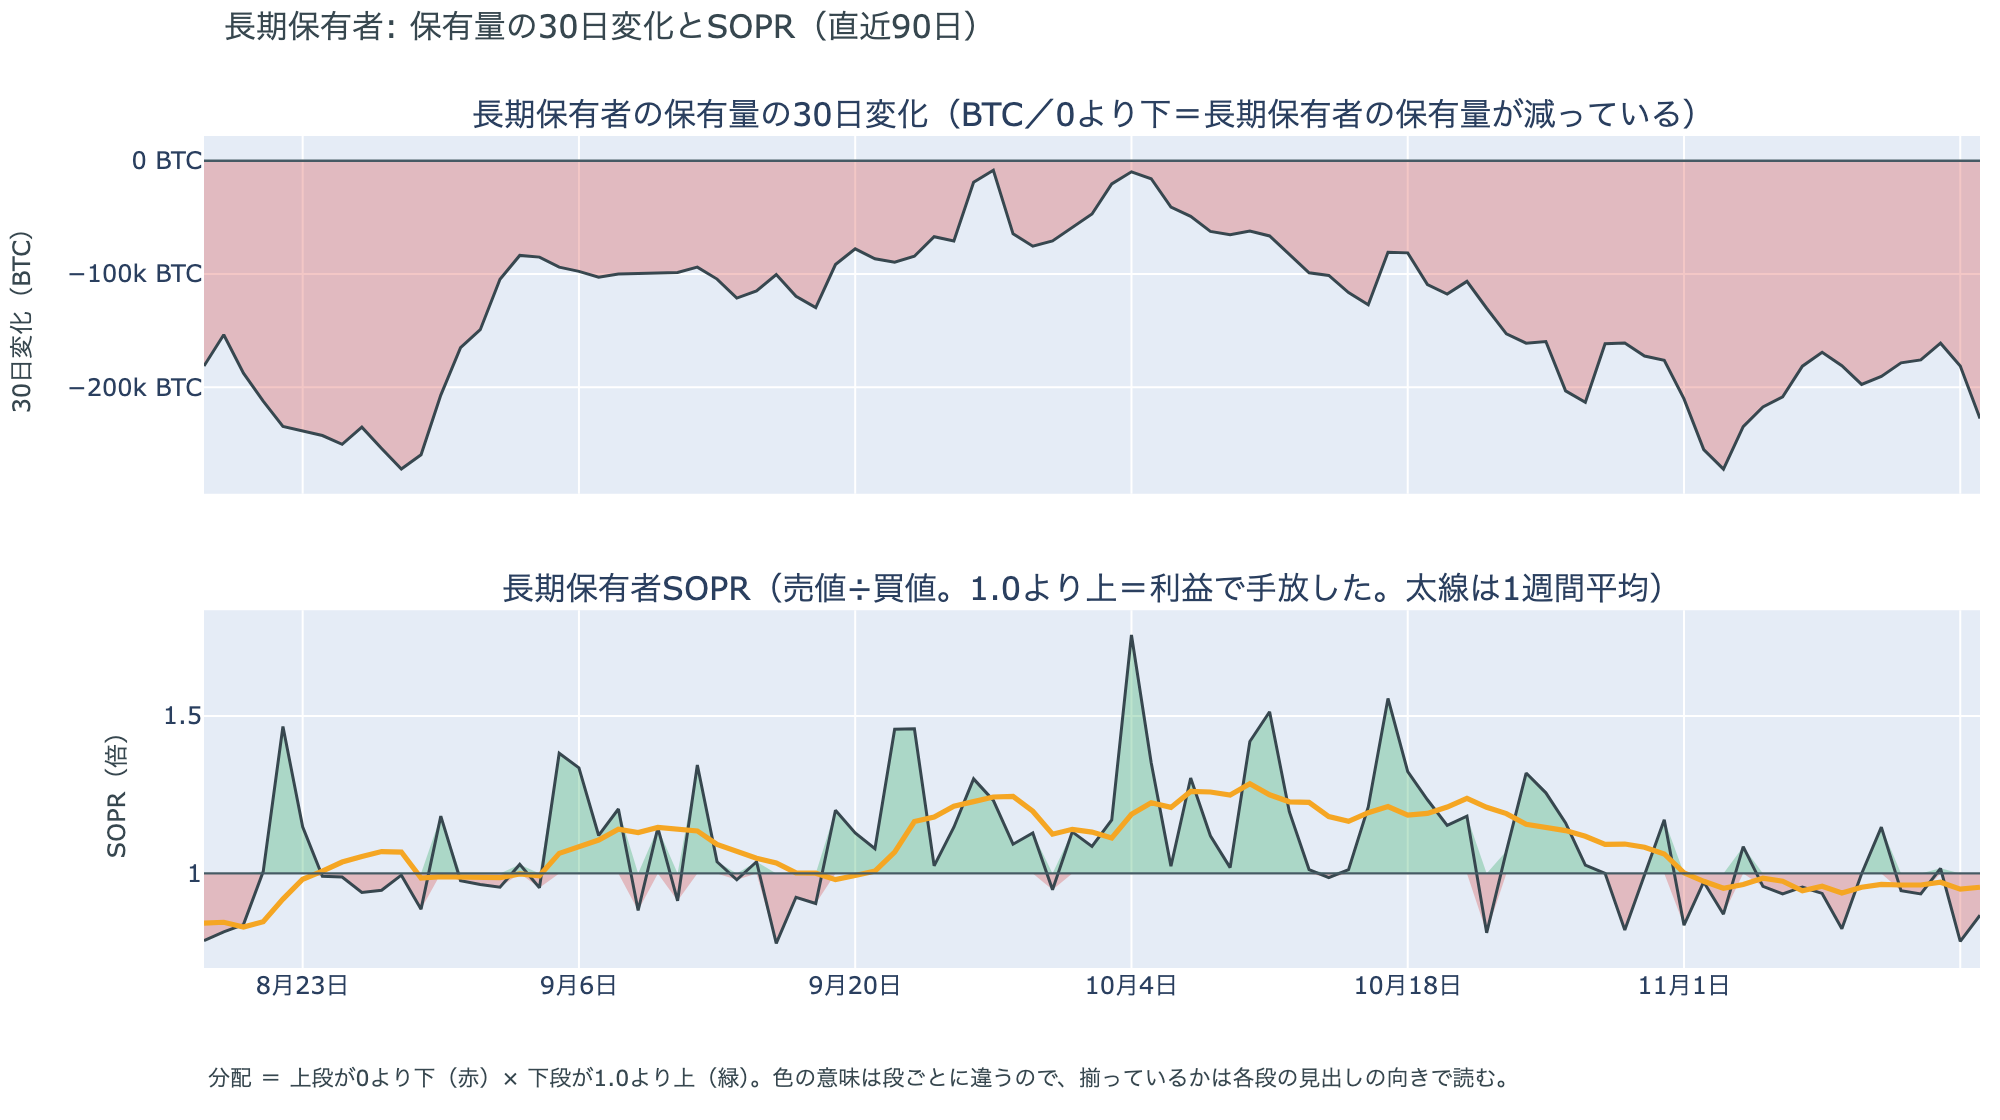 長期保有者: 保有量の30日変化とSOPR（直近90日）
長期保有者の保有量の30日変化（BTC／0より下＝長期保有者の保有量が減っている）
0 BTC
−100k BTC
−200k BTC
30日変化（BTC）
長期保有者SOPR（売値÷買値。1.0より上＝利益で手放した。太線は1週間平均）
1.5
1
SOPR（倍）
8月23日
9月6日
9月20日
10月4日
10月18日
11月1日
分配 ＝ 上段が0より下（赤）× 下段が1.0より上（緑）。色の意味は段ごとに違うので、揃っているかは各段の見出しの向きで読む。